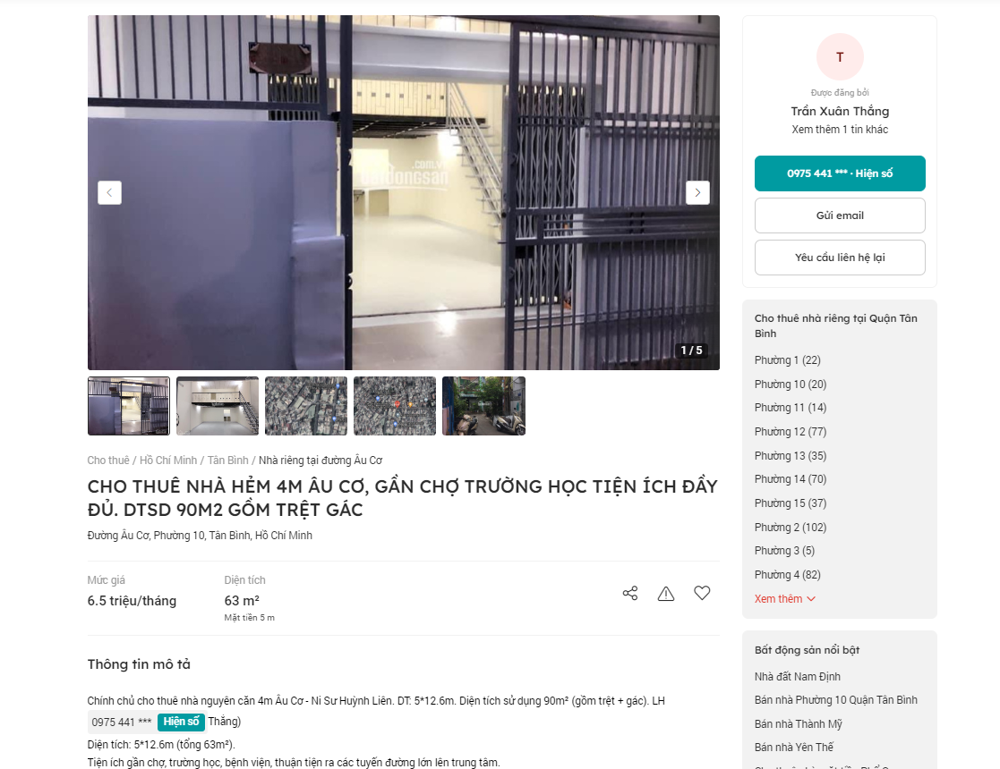 .com.v
batdongsan
1 / 5
Cho thuê / Hồ Chí Minh / Tân Bình / Nhà riêng tại đường Âu Cơ
CHO THUÊ NHÀ HẺM 4M ÂU CƠ, GẦN CHỢ TRƯỜNG HỌC TIỆN ÍCH ĐẦY
ĐỦ. DTSD 90M2 GỒM TRỆT GÁC
Đường Âu Cơ, Phường 10, Tân Bình, Hồ Chí Minh
Mức giá
6.5 triệu/tháng
Diện tích
63 m²
Mặt tiền 5 m
Thông tin mô tả
Chính chủ cho thuê nhà nguyên căn 4m Âu Cơ - Ni Sư Huỳnh Liên. DT: 5*12.6m. Diện tích sử dụng 90m² (gồm trệt + gác). LH
0975 441 *** Hiện số Thắng)
Diện tích: 5*12.6m (tổng 63m²).
Tiện ích gần chợ, trường học, bệnh viện, thuận tiện ra các tuyến đường lớn lên trung tâm.
T
Được đăng bởi
Trần Xuân Thắng
Xem thêm 1 tin khác
0975 441 *** · Hiện số
Gửi email
Yêu cầu liên hệ lại
Cho thuê nhà riêng tại Quận Tân
Bình
Phường 1 (22)
Phường 10 (20)
Phường 11 (14)
Phường 12 (77)
Phường 13 (35)
Phường 14 (70)
Phường 15 (37)
Phường 2 (102)
Phường 3 (5)
Phường 4 (82)
Xem thêm
Bất động sản nổi bật
Nhà đất Nam Định
Bán nhà Phường 10 Quận Tân Bình
Bán nhà Thành Mỹ
Bán nhà Yên Thế